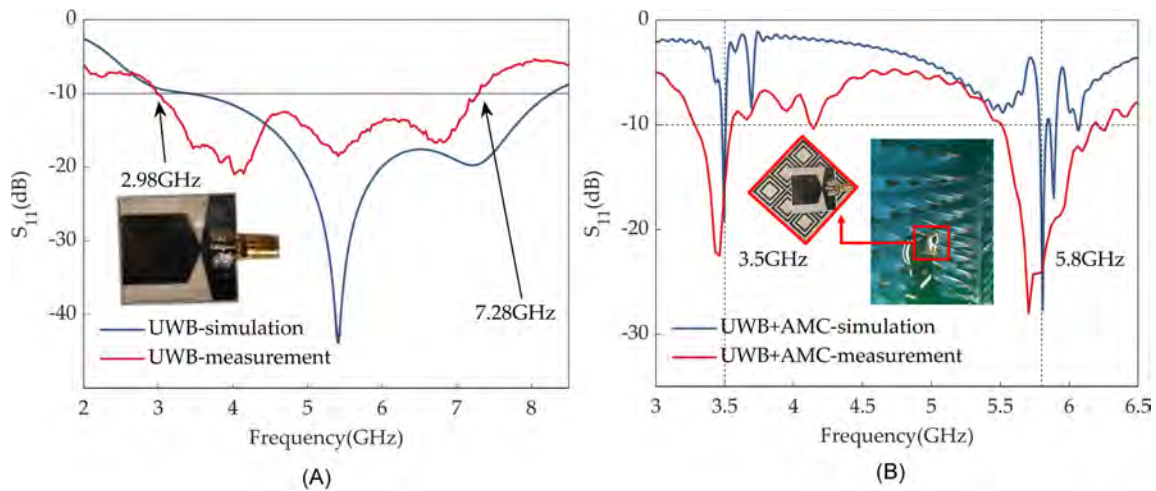 0
-10
-20
-30
-40
S11(dB)
2.98GHz
7.28GHz
UWB-simulation
UWB-measurement
2 3 4 5 6 7 8
Frequency(GHz)
(A)
0
-10
-20
-30
S11(dB)
3.5GHz
5.8GHz
UWB+AMC-simulation
UWB+AMC-measurement
3 3.5 4 4.5 5 5.5 6 6.5
Frequency(GHz)
(B)